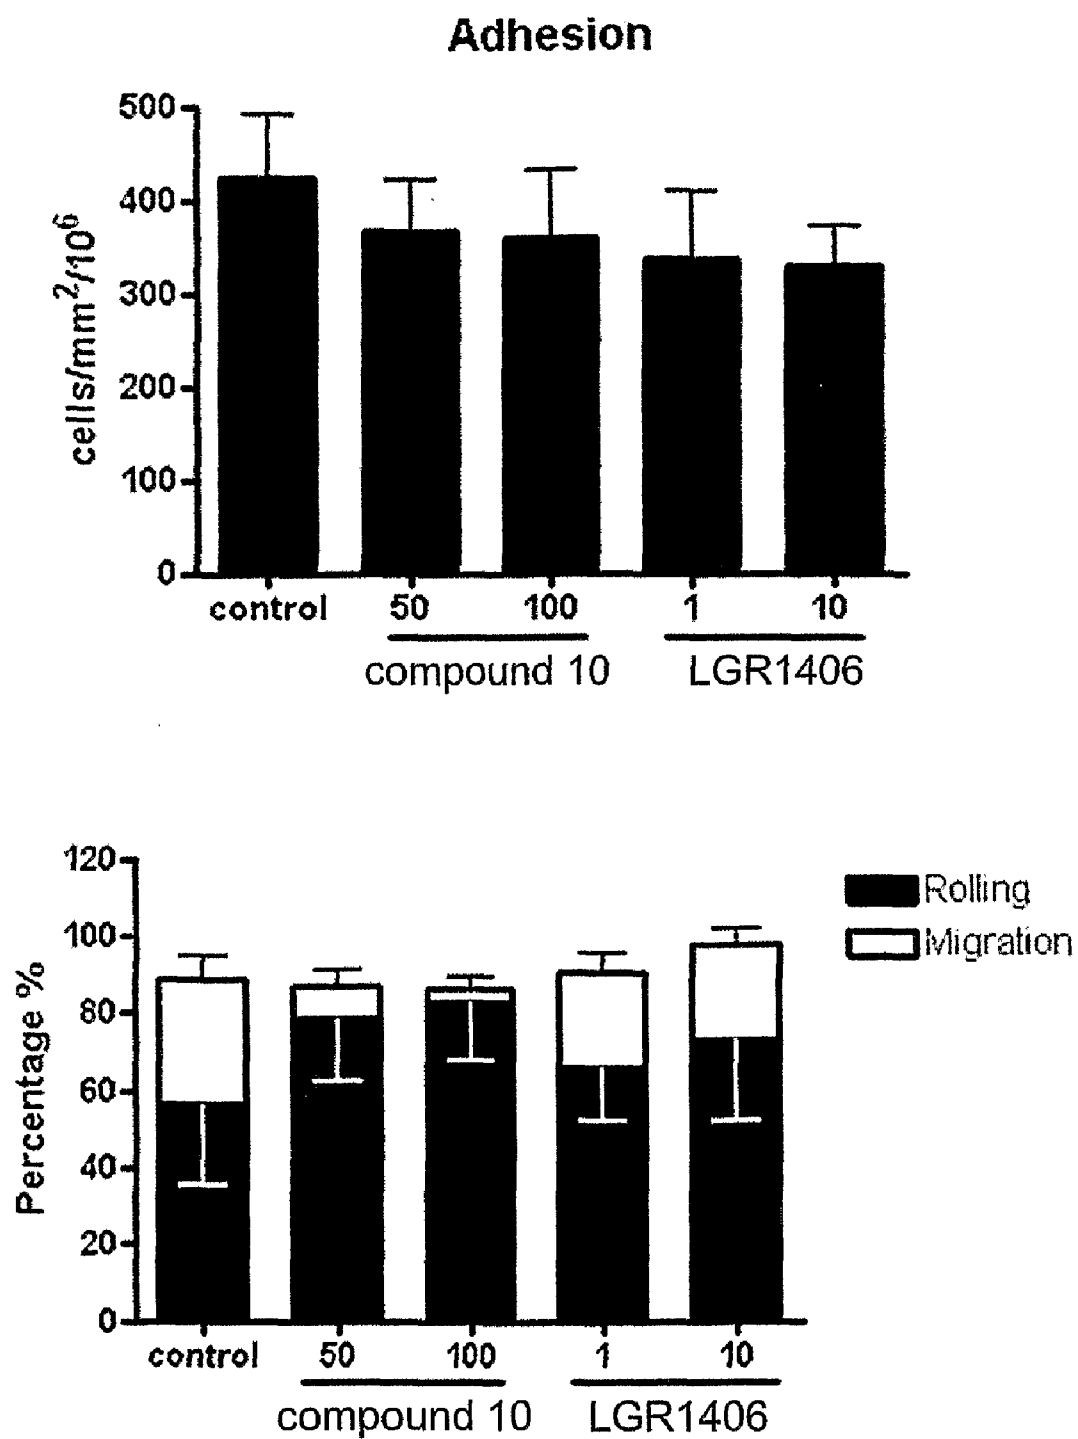 Adhesion
500
400
300
200
100
0
cells/mm²/10⁶
control 50 100 1 10
compound 10 LGR1406
120
100
80
60
40
20
0
Percentage %
Rolling
Migration
control 50 100 1 10
compound 10 LGR1406